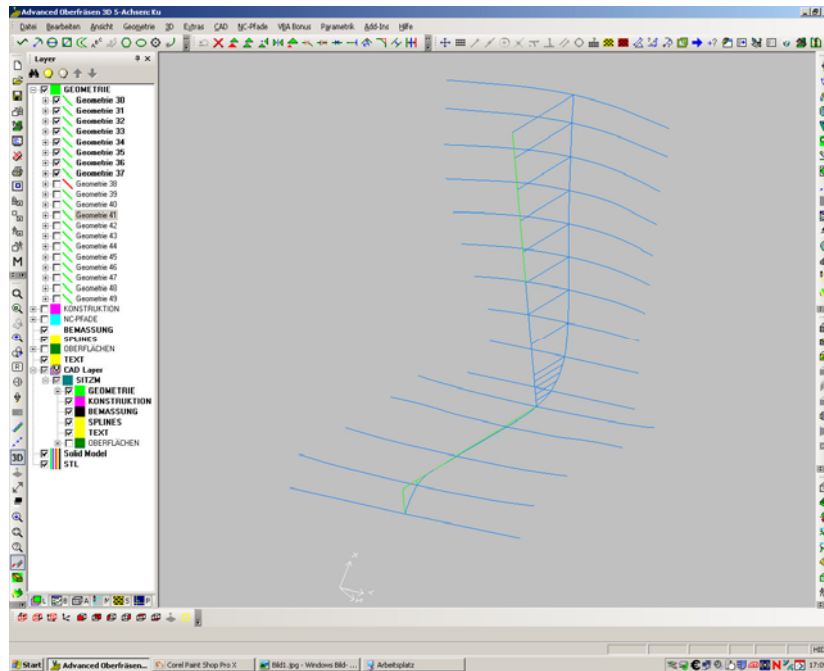 Advanced Oberfräsen 3D 5-Achsen: Ku
Datei Bearbeiten Ansicht Geometrie 3D Extras CAD NC-Pfade VBA Bonus Parametrik Add-Ins Hilfe
Layer
GEOMETRIE
Geometrie 30
Geometrie 31
Geometrie 32
Geometrie 33
Geometrie 34
Geometrie 35
Geometrie 36
Geometrie 37
Geometrie 38
Geometrie 39
Geometrie 40
Geometrie 41
Geometrie 42
Geometrie 43
Geometrie 44
Geometrie 45
Geometrie 46
Geometrie 47
Geometrie 48
Geometrie 49
KONSTRUKTION
NC-PFADE
BEMASSUNG
SPLINES
OBERFLÄCHEN
TEXT
CAD Layer
SITZM
GEOMETRIE
KONSTRUKTION
BEMASSUNG
SPLINES
TEXT
OBERFLÄCHEN
Solid Model
STL
3D
Start Advanced Oberfräsen... Corel Paint Shop Pro X Bild1.jpg - Windows Bild- ... Arbeitsplatz